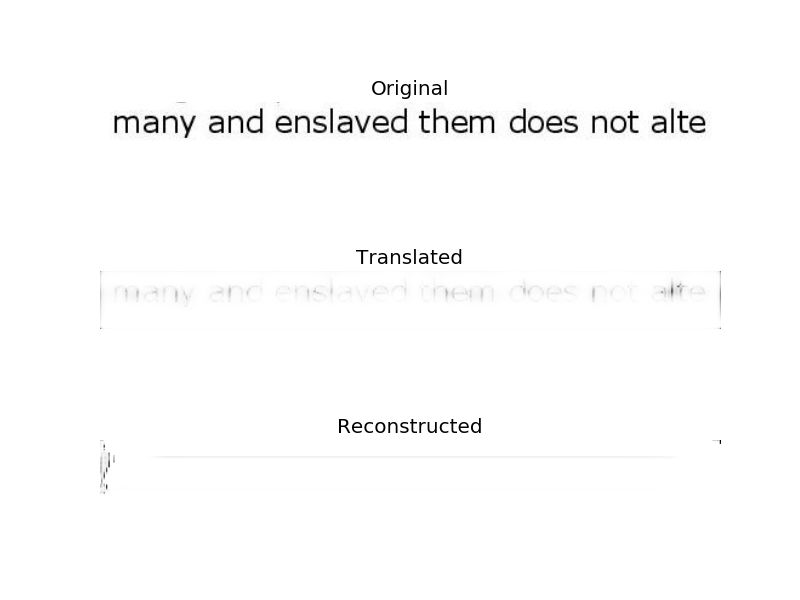 Original
many and enslaved them does not alte
Translated
many and enslaved them does not alte
Reconstructed